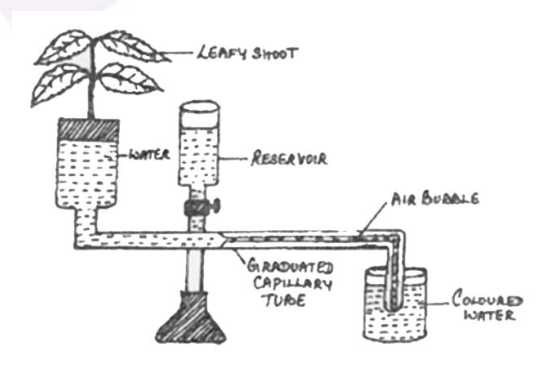 LEAFY SHOOT
WATER
RESERVOIR
AIR BUBBLE
GRADUATED
CAPILLARY
TUBE
COLOURED
WATER